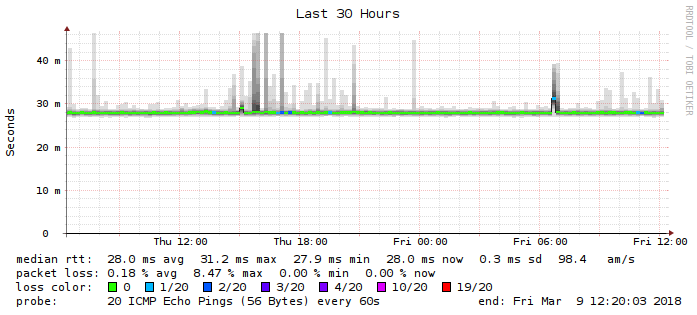 Last 30 Hours
RRDTOOL / TOBI OETIKER
Seconds
40 m
30 m
20 m
10 m
0
Thu 12:00 Thu 18:00 Fri 00:00 Fri 06:00 Fri 12:00
median rtt: 28.0 ms avg 31.2 ms max 27.9 ms min 28.0 ms now 0.3 ms sd 98.4 am/s
packet loss: 0.18 % avg 8.47 % max 0.00 % min 0.00 % now
loss color: 0 1/20 2/20 3/20 4/20 10/20 19/20
probe: 20 ICMP Echo Pings (56 Bytes) every 60s end: Fri Mar 9 12:20:03 2018